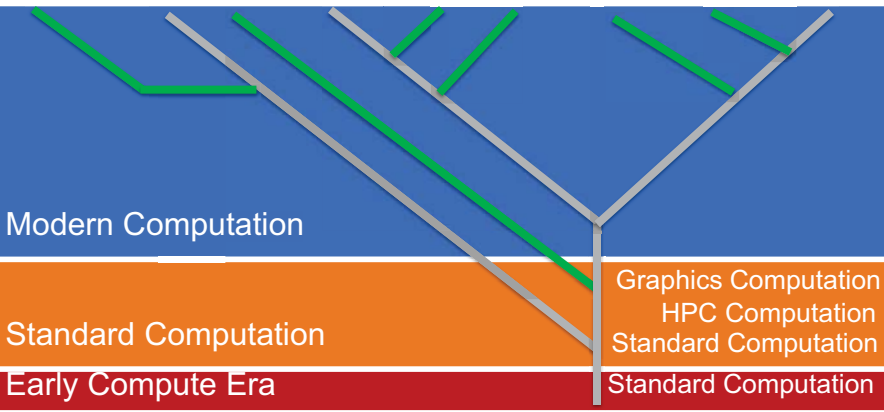 Modern Computation
Graphics Computation
HPC Computation
Standard Computation
Standard Computation
Early Compute Era
Standard Computation